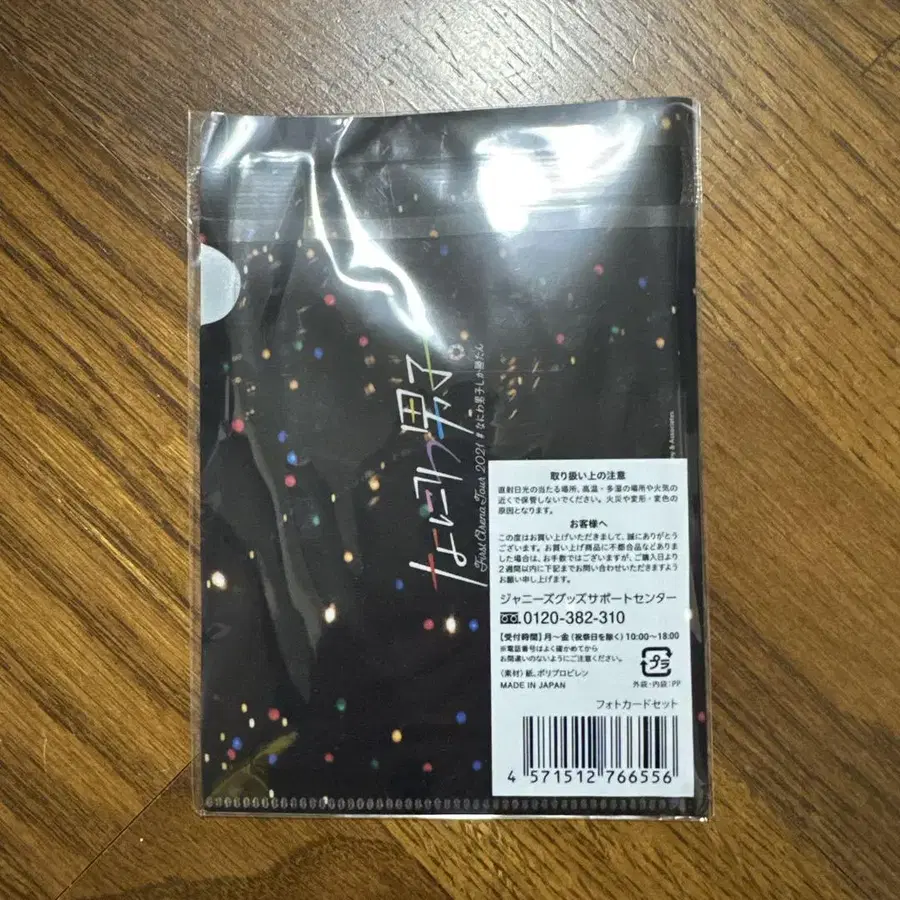 なにわ男子
First Arena Tour 2021 #なにわ男子しか勝たん
& Associates
取り扱い上の注意
直射日光の当たる場所、高温・多湿の場所や火気の
近くで保管しないでください。火災や変形・変色の
原因となります。
お客様へ
この度はお買い上げいただきまして、誠にありがとう
ございます。お買い上げ商品に不都合品などありま
した場合は、お手数ではございますが、ご購入日より
2週間以内に下記までお問い合わせいただきますよう
お願い申し上げます。
ジャニーズグッズサポートセンター
0120-382-310
【受付時間】月〜金（祝祭日を除く）10:00〜18:00
※電話番号はよく確かめてから
お間違いのないようにご注意ください。
（素材）紙、ポリプロピレン
MADE IN JAPAN
プラ
外袋・内袋：PP
フォトカードセット
4 571512 766556